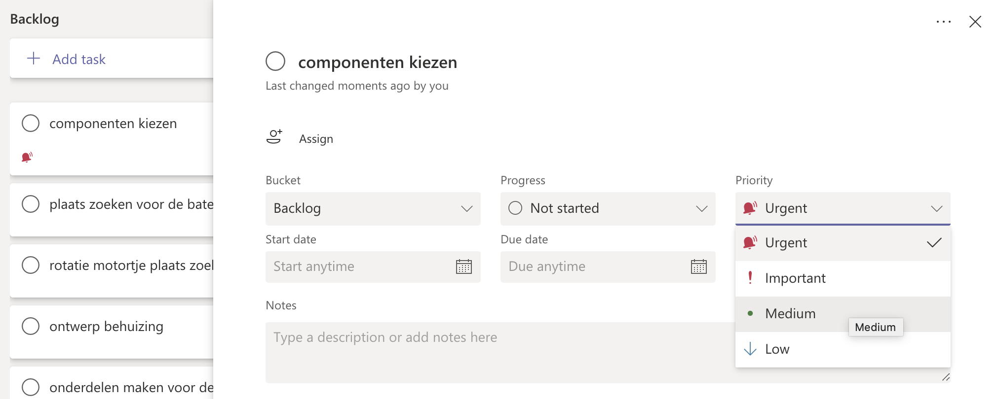 Backlog
Add task
componenten kiezen
plaats zoeken voor de bate
rotatie motortje plaats zoel
ontwerp behuizing
onderdelen maken voor de
componenten kiezen
Last changed moments ago by you
Assign
Bucket
Backlog
Progress
Not started
Priority
Urgent
Start date
Start anytime
Due date
Due anytime
Urgent
Important
Medium
Medium
Low
Notes
Type a description or add notes here